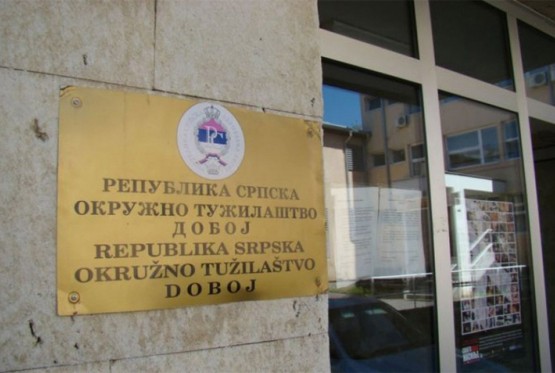 РЕПУБЛИКА СРПСКА
ОКРУЖНО ТУЖИЛАШТВО
ДОБОЈ
REPUBLIKA SRPSKA
OKRUŽNO TUŽILAŠTVO
DOBOJ